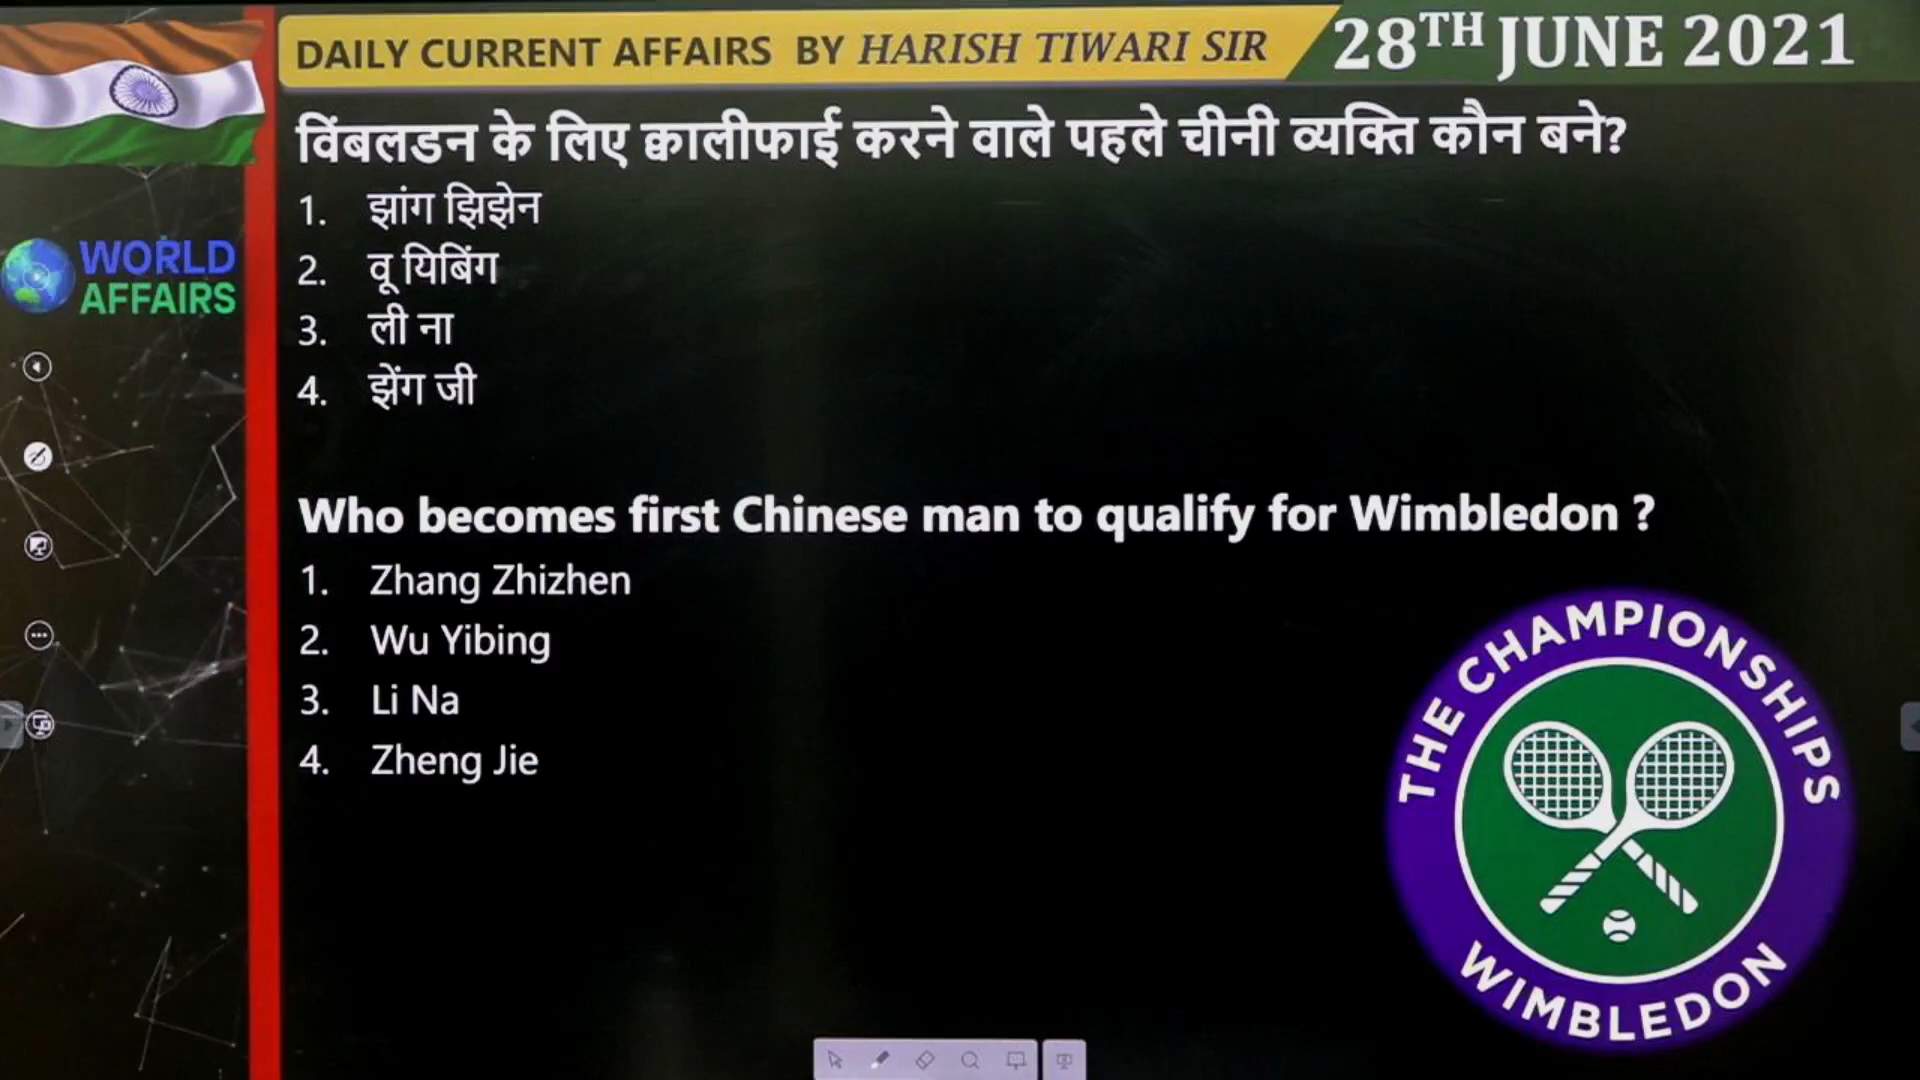 DAILY CURRENT AFFAIRS BY HARISH TIWARI SIR
28TH JUNE 2021
विंबलडन के लिए क्वालीफाई करने वाले पहले चीनी व्यक्ति कौन बने?
1. झांग झिझेन
2. वू यिबिंग
3. ली ना
4. झेंग जी
WORLD
AFFAIRS
Who becomes first Chinese man to qualify for Wimbledon ?
1. Zhang Zhizhen
2. Wu Yibing
3. Li Na
4. Zheng Jie
THE CHAMPIONSHIPS
WIMBLEDON